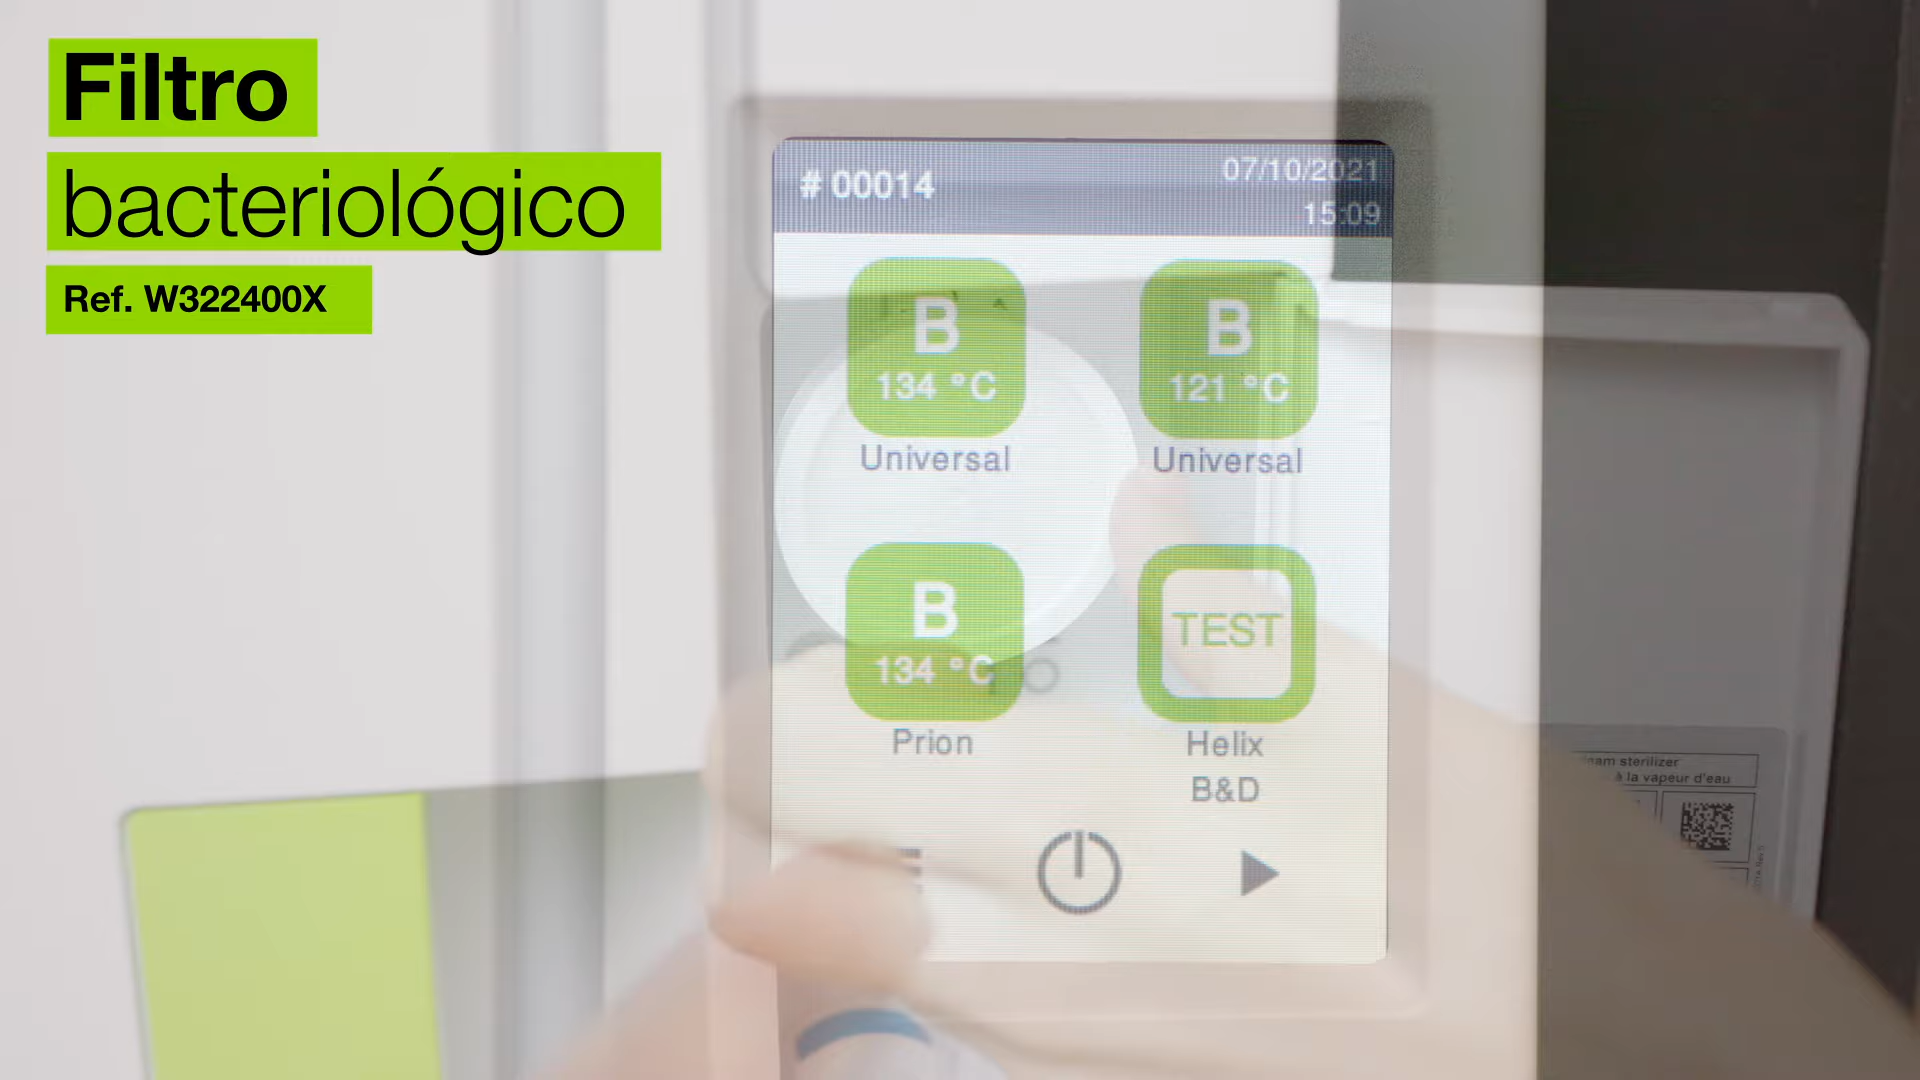 Filtro
bacteriológico
Ref. W322400X
# 00014
07/10/2021
15:09
B
134 °C
Universal
B
121 °C
Universal
B
134 °C
Prion
TEST
Helix
B&D
sterilizer
à la vapeur d'eau